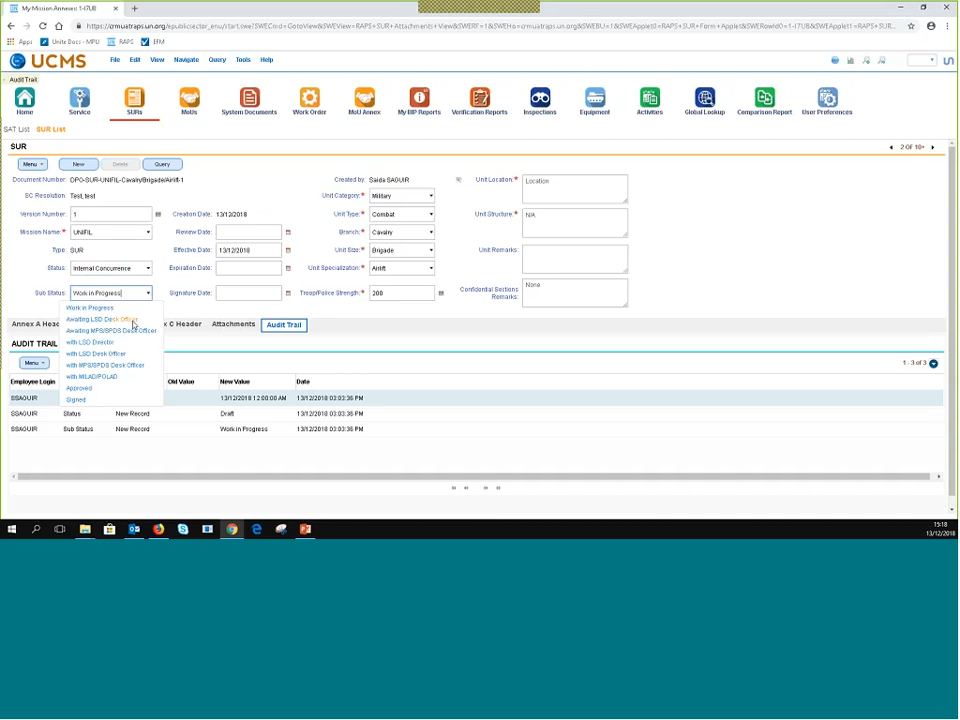 My Mission Annexes: 1-I7UB
https://crmuatraps.un.org/epublicsector_enu/start.swe?SWECmd=GotoView&SWEView=RAPS+SUR+Attachments+View&SWERF=1&SWEHo=crmuatraps.un.org&SWEBU=1&SWEApplet0=RAPS+SUR+Form+Applet&SWERowId0=1-I7UB&SWEApplet1=RAPS+SUR...
Apps Unite Docs - MPU RAPS EFM
UCMS File Edit View Navigate Query Tools Help
Audit Trail
Home Service SURs MoUs System Documents Work Order MoU Annex My BIP Reports Verification Reports Inspections Equipment Activities Global Lookup Comparison Report User Preferences
SAT List SUR List
SUR 2 OF 10+
Menu New Delete Query
Document Number: DPO-SUR-UNIFIL-Cavalry/Brigade/Airlift-1 Created by: Saida SAGUIR Unit Location:* Location
SC Resolution: Test,test Unit Category:* Military
Version Number: 1 Creation Date: 13/12/2018 Unit Type:* Combat Unit Structure:* N/A
Mission Name:* UNIFIL Review Date: Branch:* Cavalry
Type: SUR Effective Date: 13/12/2018 Unit Size:* Brigade Unit Remarks:
Status: Internal Concurrence Expiration Date: Unit Specialization:* Airlift
Sub Status: Work in Progress Signature Date: Troop/Police Strength:* 200 Confidential Sections Remarks: None
Work in Progress
Awaiting LSD Desk Officer
Awaiting MPS/SPDS Desk Officer
with LSD Director
with LSD Desk Officer
with MPS/SPDS Desk Officer
with MILAD/POLAD
Approved
Signed
Annex A Hea C Header Attachments Audit Trail
AUDIT TRAIL
Menu 1 - 3 of 3
Employee Login Old Value New Value Date
SSAGUIR 13/12/2018 12:00:00 AM 13/12/2018 03:03:36 PM
SSAGUIR Status New Record Draft 13/12/2018 03:03:36 PM
SSAGUIR Sub Status New Record Work in Progress 13/12/2018 03:03:36 PM
15:18
13/12/2018